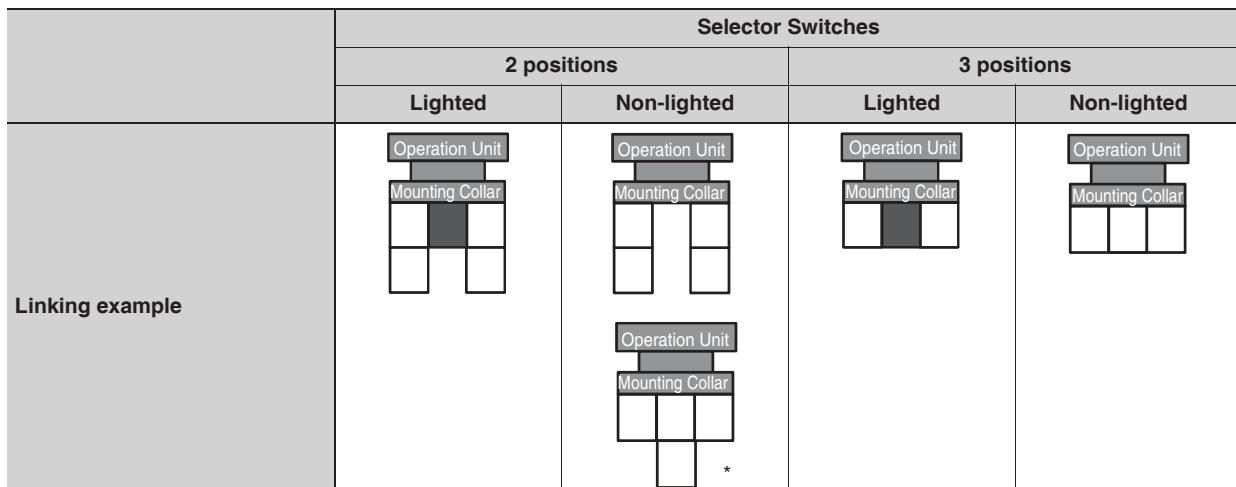 Selector Switches
2 positions 3 positions
Lighted Non-lighted Lighted Non-lighted
Linking example
Operation Unit Operation Unit Operation Unit Operation Unit
Mounting Collar Mounting Collar Mounting Collar Mounting Collar
Operation Unit
Mounting Collar
*